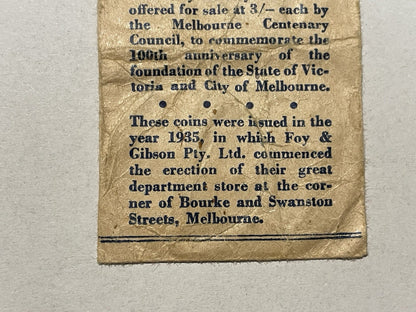 offered for sale at 3/– each by
the Melbourne Centenary
Council, to commemorate the
100th anniversary of the
foundation of the State of Vic-
toria and City of Melbourne.
• • • •
These coins were issued in the
year 1935, in which Foy &
Gibson Pty. Ltd. commenced
the erection of their great
department store at the cor-
ner of Bourke and Swanston
Streets, Melbourne.